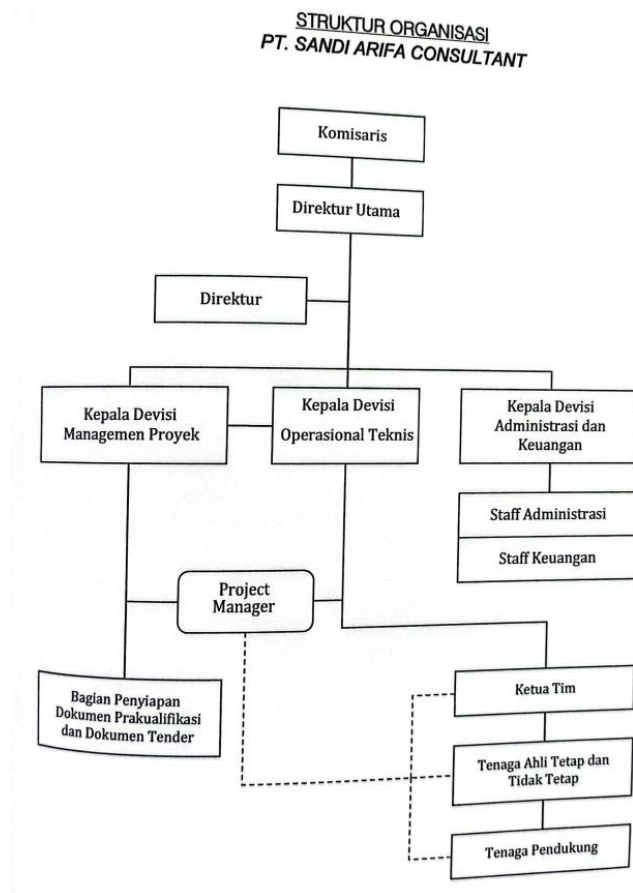 STRUKTUR ORGANISASI
PT. SANDI ARIFA CONSULTANT
Komisaris
Direktur Utama
Direktur
Kepala Devisi
Managemen Proyek
Kepala Devisi
Operasional Teknis
Kepala Devisi
Administrasi dan
Keuangan
Staff Administrasi
Staff Keuangan
Project
Manager
Bagian Penyiapan
Dokumen Prakualifikasi
dan Dokumen Tender
Ketua Tim
Tenaga Ahli Tetap dan
Tidak Tetap
Tenaga Pendukung